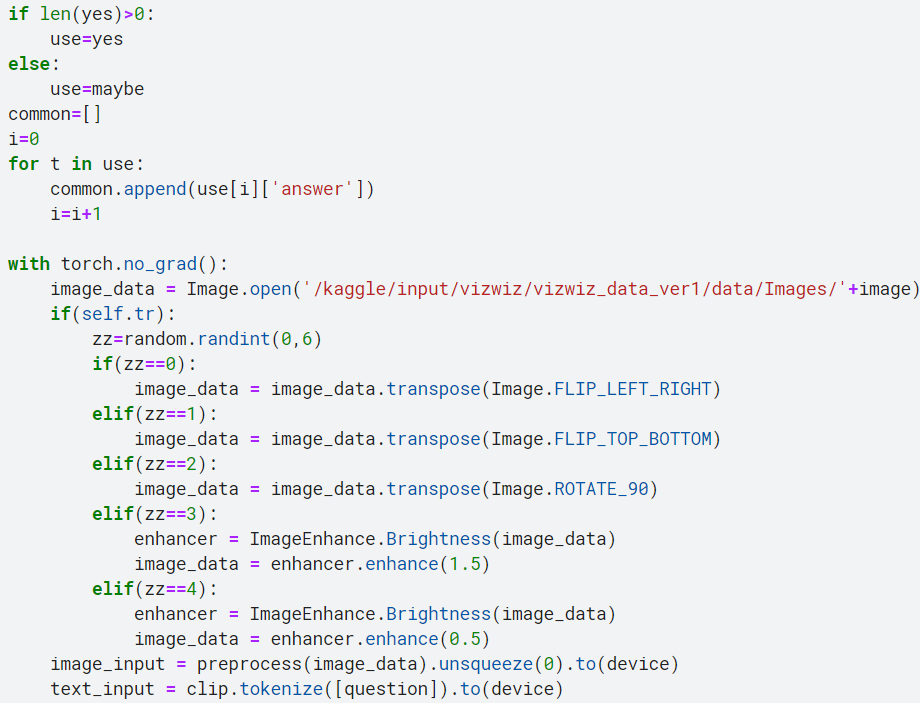 if len(yes)>0:
    use=yes
else:
    use=maybe
common=[]
i=0
for t in use:
    common.append(use[i]['answer'])
    i=i+1

with torch.no_grad():
    image_data = Image.open('/kaggle/input/vizwiz/vizwiz_data_ver1/data/Images/'+image)
    if(self.tr):
        zz=random.randint(0,6)
        if(zz==0):
            image_data = image_data.transpose(Image.FLIP_LEFT_RIGHT)
        elif(zz==1):
            image_data = image_data.transpose(Image.FLIP_TOP_BOTTOM)
        elif(zz==2):
            image_data = image_data.transpose(Image.ROTATE_90)
        elif(zz==3):
            enhancer = ImageEnhance.Brightness(image_data)
            image_data = enhancer.enhance(1.5)
        elif(zz==4):
            enhancer = ImageEnhance.Brightness(image_data)
            image_data = enhancer.enhance(0.5)
    image_input = preprocess(image_data).unsqueeze(0).to(device)
    text_input = clip.tokenize([question]).to(device)